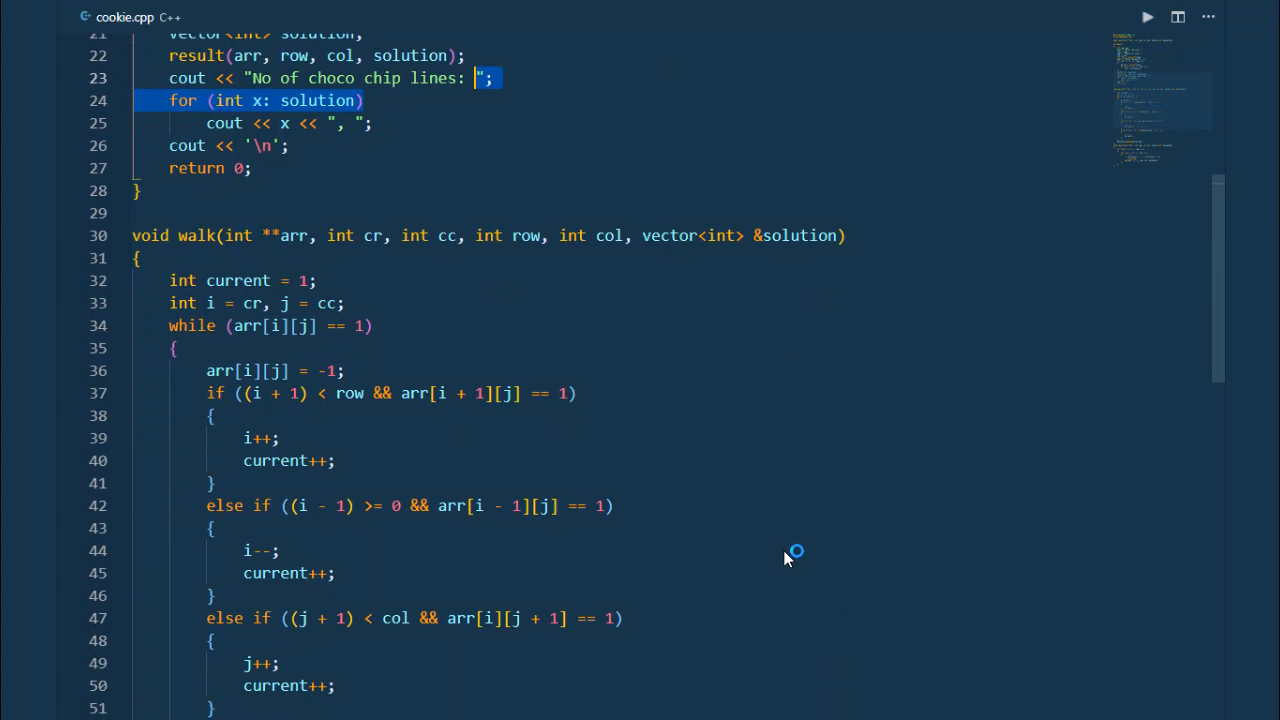 cookie.cpp C++
21 vector<int> solution;
22 result(arr, row, col, solution);
23 cout << "No of choco chip lines: ";
24 for (int x: solution)
25 cout << x << ", ";
26 cout << '\n';
27 return 0;
28 }
29
30 void walk(int **arr, int cr, int cc, int row, int col, vector<int> &solution)
31 {
32 int current = 1;
33 int i = cr, j = cc;
34 while (arr[i][j] == 1)
35 {
36 arr[i][j] = -1;
37 if ((i + 1) < row && arr[i + 1][j] == 1)
38 {
39 i++;
40 current++;
41 }
42 else if ((i - 1) >= 0 && arr[i - 1][j] == 1)
43 {
44 i--;
45 current++;
46 }
47 else if ((j + 1) < col && arr[i][j + 1] == 1)
48 {
49 j++;
50 current++;
51 }